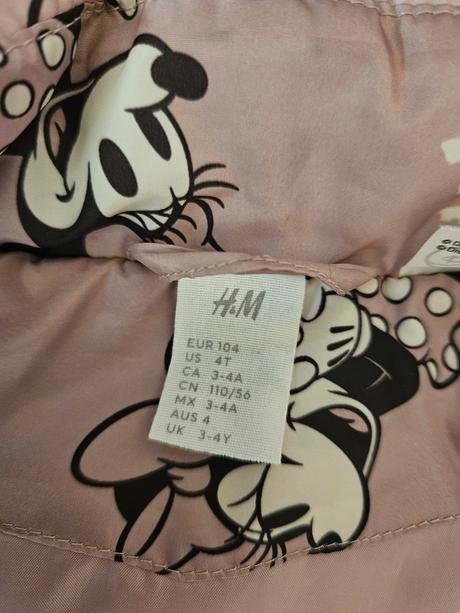 H&M
EUR 104
US 4T
CA 3-4A
CN 110/56
MX 3-4A
AUS 4
UK 3-4Y